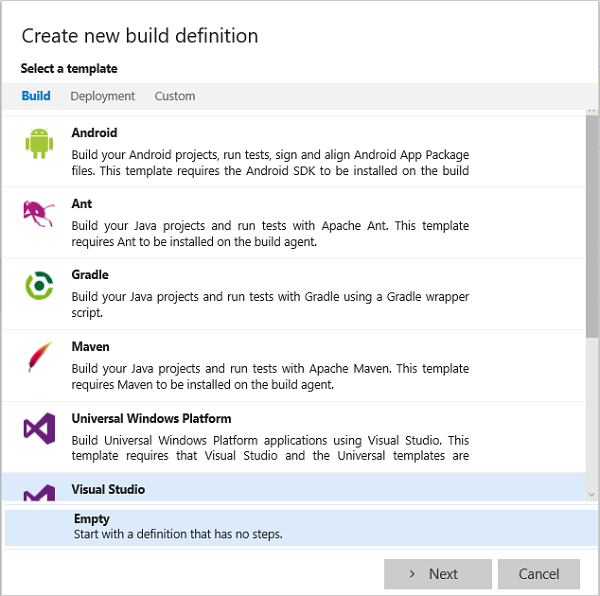 Create new build definition
Select a template
Build Deployment Custom
Android
Build your Android projects, run tests, sign and align Android App Package
files. This template requires the Android SDK to be installed on the build
Ant
Build your Java projects and run tests with Apache Ant. This template
requires Ant to be installed on the build agent.
Gradle
Build your Java projects and run tests with Gradle using a Gradle wrapper
script.
Maven
Build your Java projects and run tests with Apache Maven. This template
requires Maven to be installed on the build agent.
Universal Windows Platform
Build Universal Windows Platform applications using Visual Studio. This
template requires that Visual Studio and the Universal templates are
Visual Studio
Empty
Start with a definition that has no steps.
Next Cancel